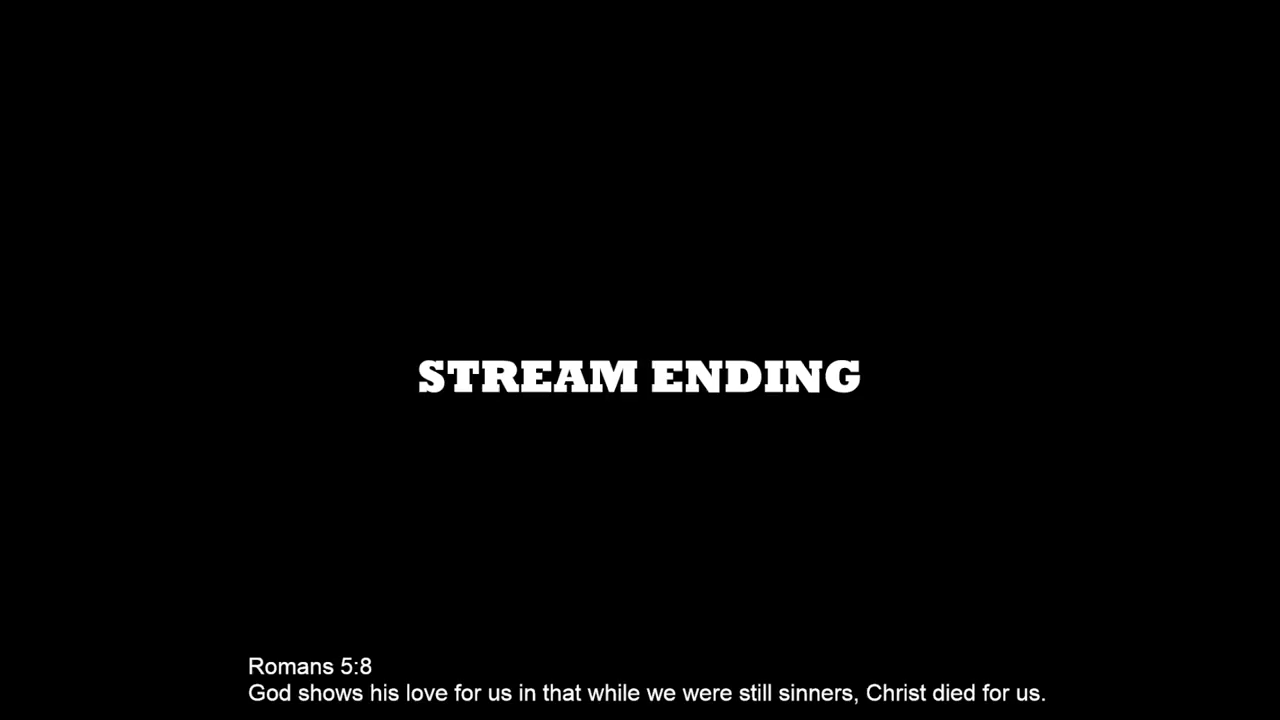 STREAM ENDING
Romans 5:8
God shows his love for us in that while we were still sinners, Christ died for us.